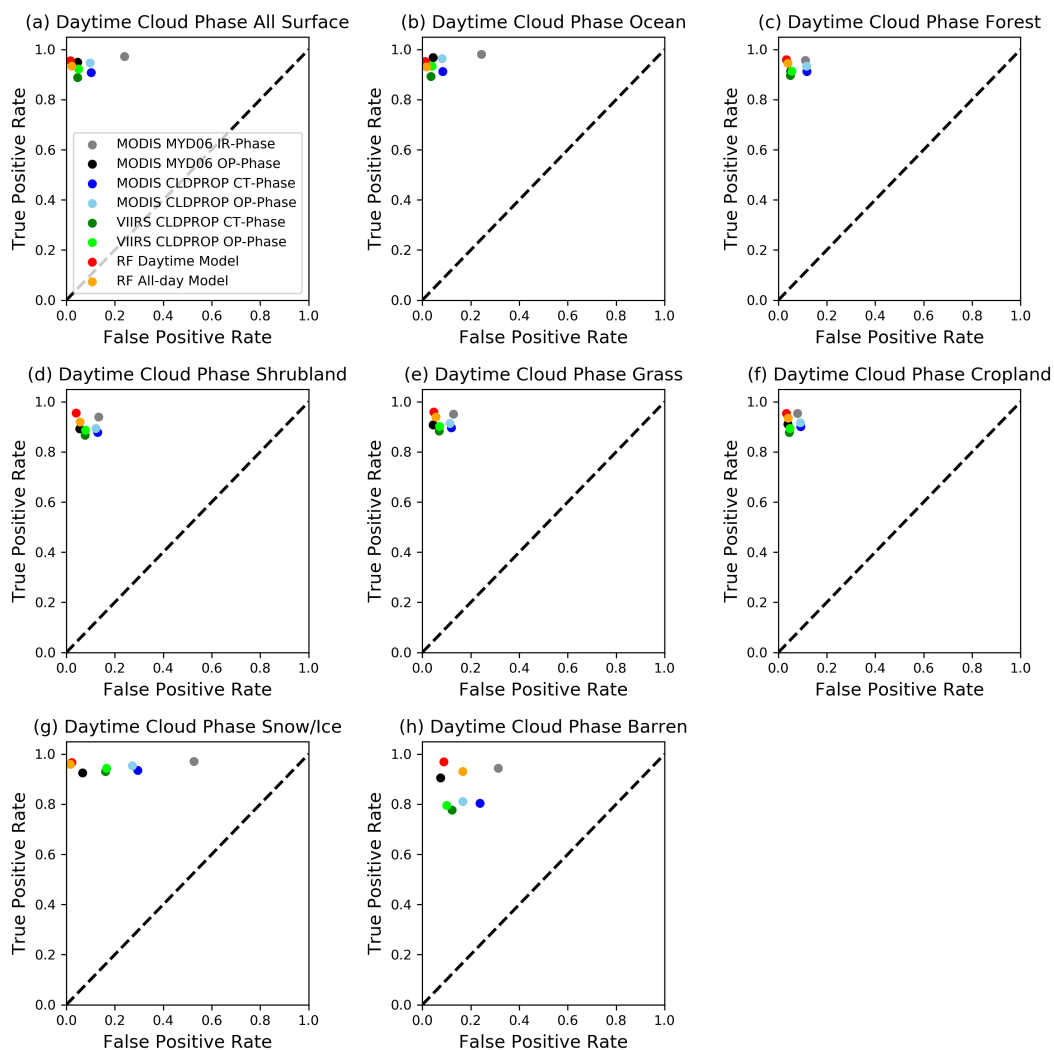 (a) Daytime Cloud Phase All Surface
1.0
0.8
0.6
0.4
0.2
0.0
True Positive Rate
MODIS MYD06 IR-Phase
MODIS MYD06 OP-Phase
MODIS CLDPROP CT-Phase
MODIS CLDPROP OP-Phase
VIIRS CLDPROP CT-Phase
VIIRS CLDPROP OP-Phase
RF Daytime Model
RF All-day Model
0.0 0.2 0.4 0.6 0.8 1.0
False Positive Rate
(b) Daytime Cloud Phase Ocean
1.0
0.8
0.6
0.4
0.2
0.0
True Positive Rate
0.0 0.2 0.4 0.6 0.8 1.0
False Positive Rate
(c) Daytime Cloud Phase Forest
1.0
0.8
0.6
0.4
0.2
0.0
True Positive Rate
0.0 0.2 0.4 0.6 0.8 1.0
False Positive Rate
(d) Daytime Cloud Phase Shrubland
1.0
0.8
0.6
0.4
0.2
0.0
True Positive Rate
0.0 0.2 0.4 0.6 0.8 1.0
False Positive Rate
(e) Daytime Cloud Phase Grass
1.0
0.8
0.6
0.4
0.2
0.0
True Positive Rate
0.0 0.2 0.4 0.6 0.8 1.0
False Positive Rate
(f) Daytime Cloud Phase Cropland
1.0
0.8
0.6
0.4
0.2
0.0
True Positive Rate
0.0 0.2 0.4 0.6 0.8 1.0
False Positive Rate
(g) Daytime Cloud Phase Snow/Ice
1.0
0.8
0.6
0.4
0.2
0.0
True Positive Rate
0.0 0.2 0.4 0.6 0.8 1.0
False Positive Rate
(h) Daytime Cloud Phase Barren
1.0
0.8
0.6
0.4
0.2
0.0
True Positive Rate
0.0 0.2 0.4 0.6 0.8 1.0
False Positive Rate